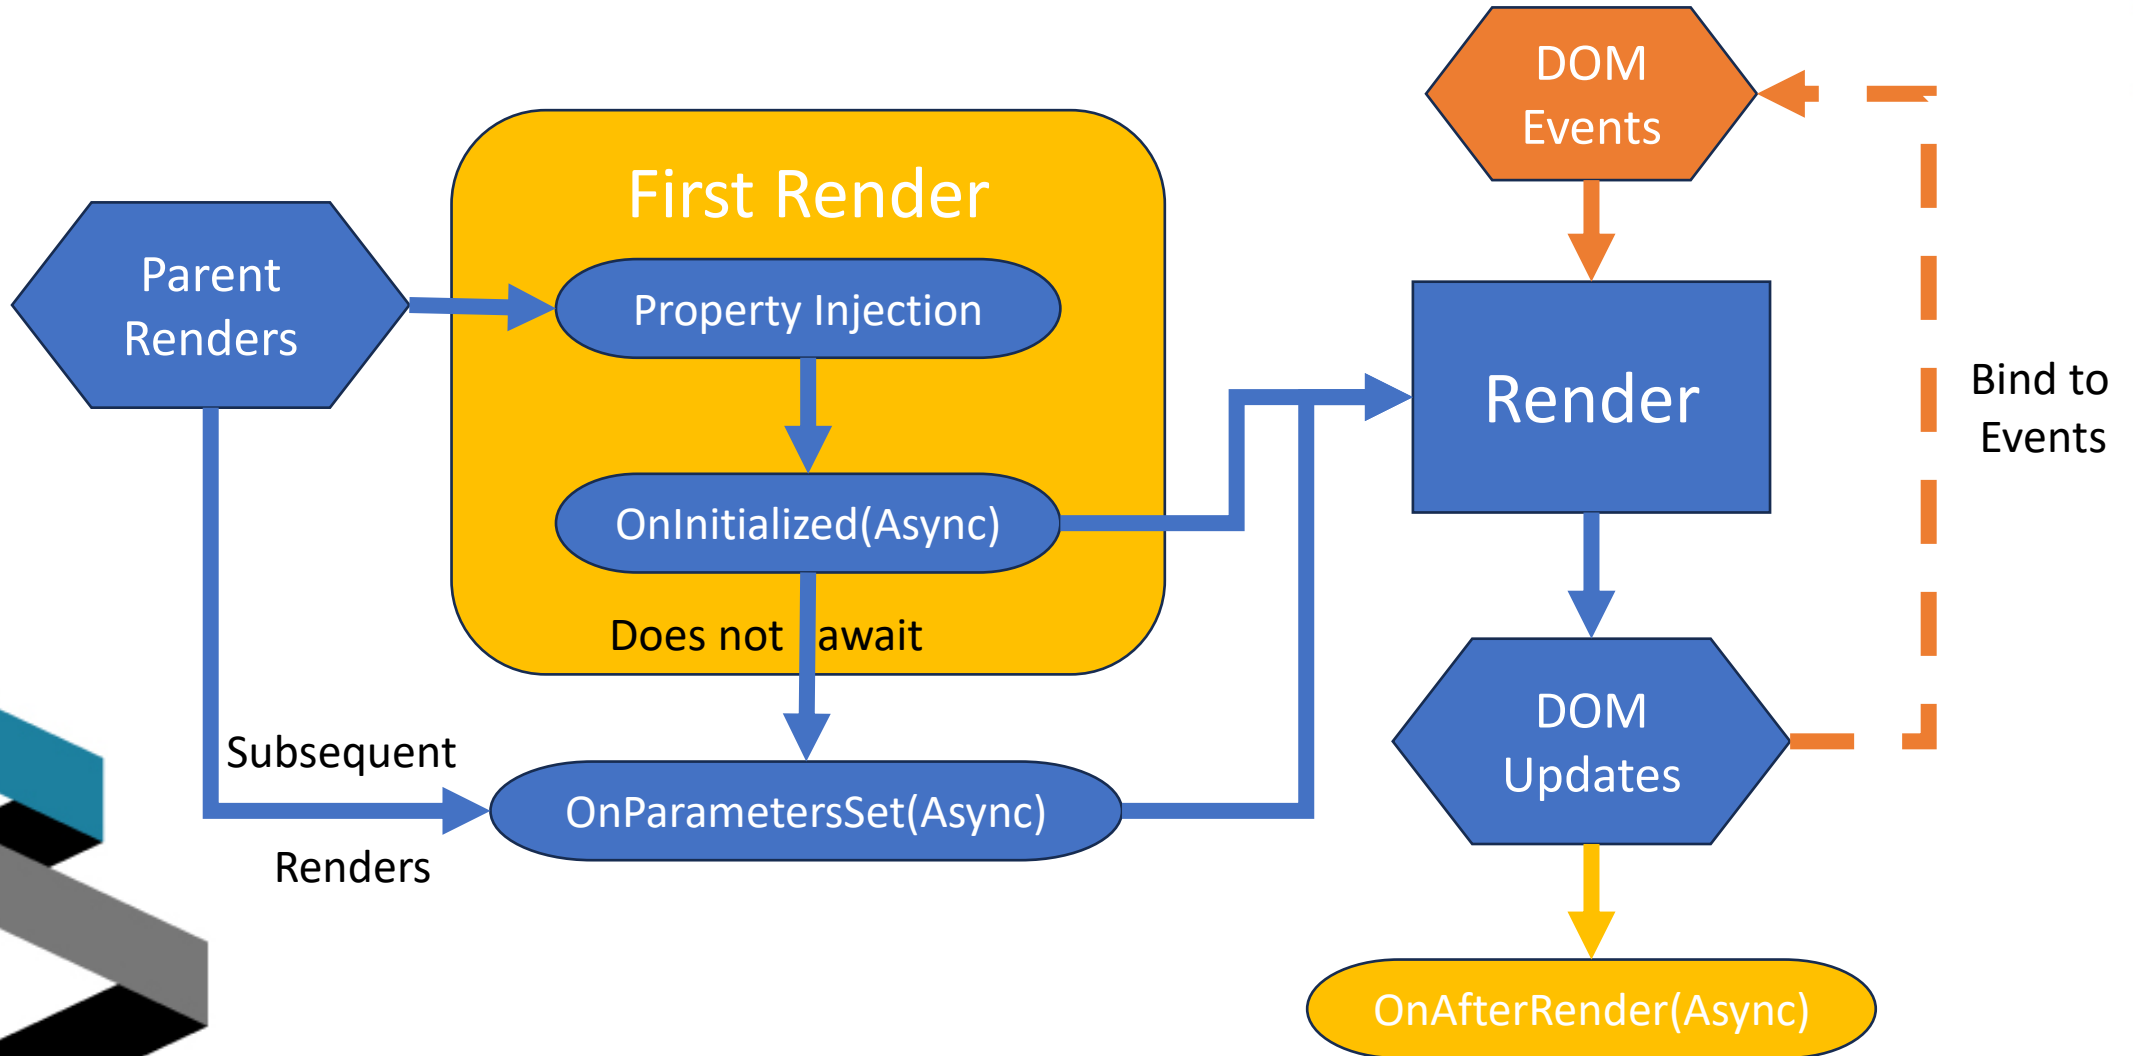 DOM
Events
First Render
Parent
Renders
Property Injection
Render
Bind to
Events
OnInitialized(Async)
Does not await
DOM
Updates
Subsequent
Renders
OnParametersSet(Async)
OnAfterRender(Async)